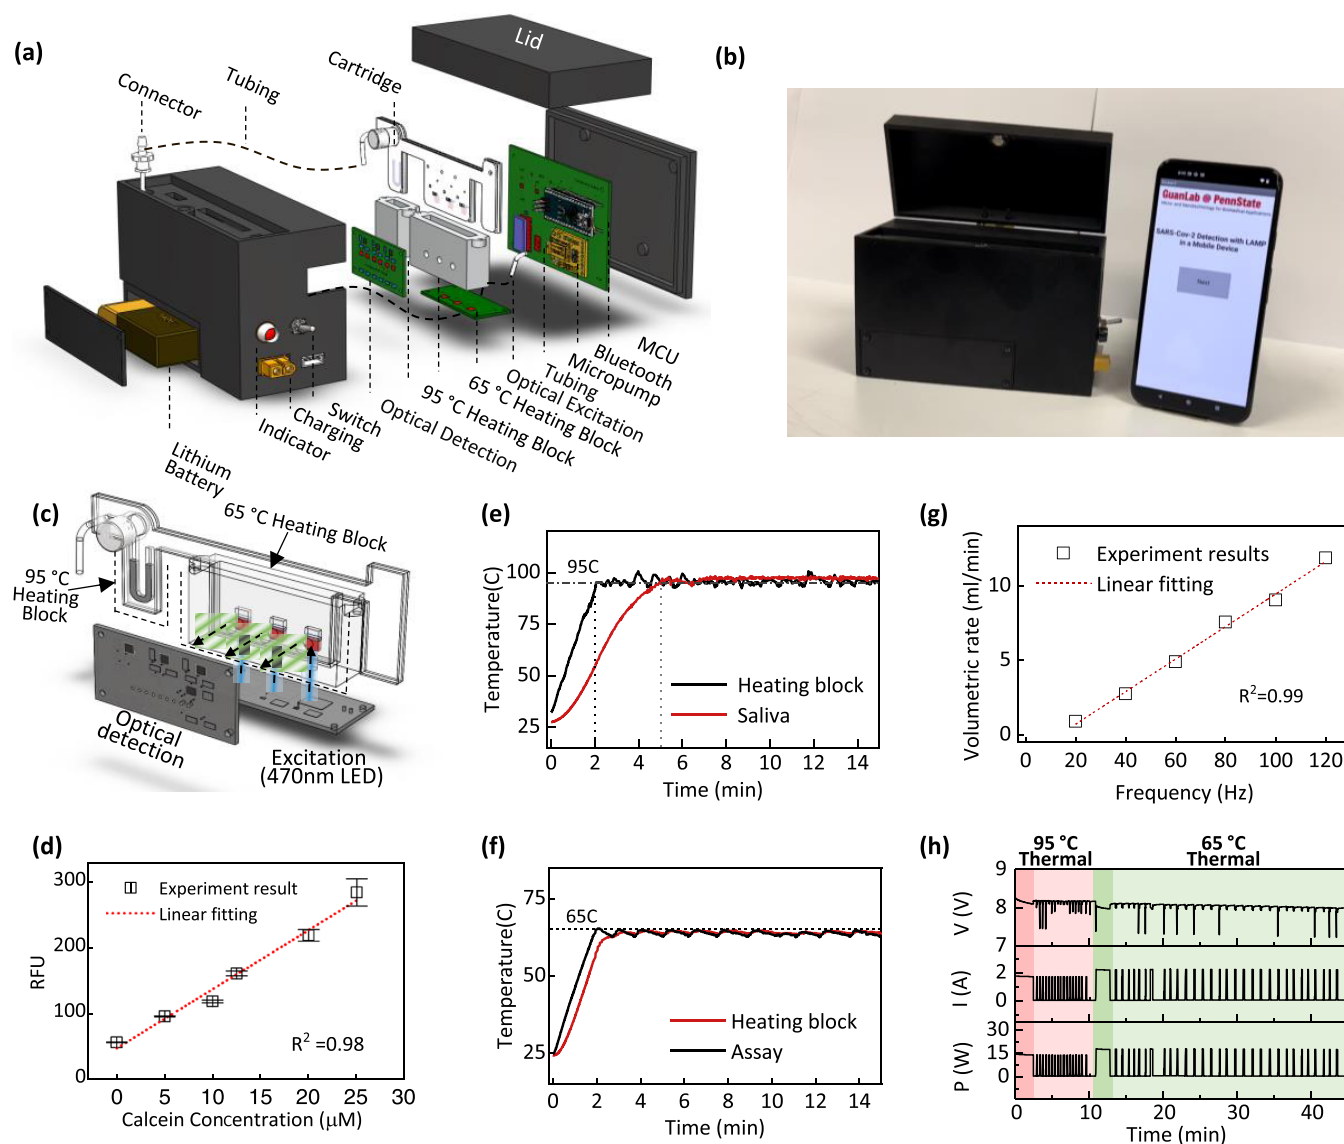 (a)
Lid
Connector
Tubing
Cartridge
MCU
Bluetooth
Micropump
Tubing
Optical Excitation
65 °C Heating Block
95 °C Heating Block
Optical Detection
Switch
Charging
Indicator
Lithium
Battery
(b)
GuanLab @ PennState
SARS-Cov-2 Detection with LAMP
in a Mobile Device
Next
(c)
65 °C Heating Block
95 °C
Heating
Block
Optical
detection
Excitation
(470nm LED)
(d)
300
200
100
0
RFU
Experiment result
Linear fitting
R² =0.98
0 5 10 15 20 25 30
Calcein Concentration (µM)
(e)
100
75
50
25
Temperature(C)
95C
Heating block
Saliva
0 2 4 6 8 10 12 14
Time (min)
(f)
75
50
25
Temperature(C)
65C
Heating block
Assay
0 2 4 6 8 10 12 14
Time (min)
(g)
10
5
0
Volumetric rate (ml/min)
Experiment results
Linear fitting
R²=0.99
20 40 60 80 100 120
Frequency (Hz)
(h)
95 °C
Thermal
65 °C
Thermal
9
8
7
V (V)
2
0
I (A)
30
15
0
P (W)
0 10 20 30 40
Time (min)